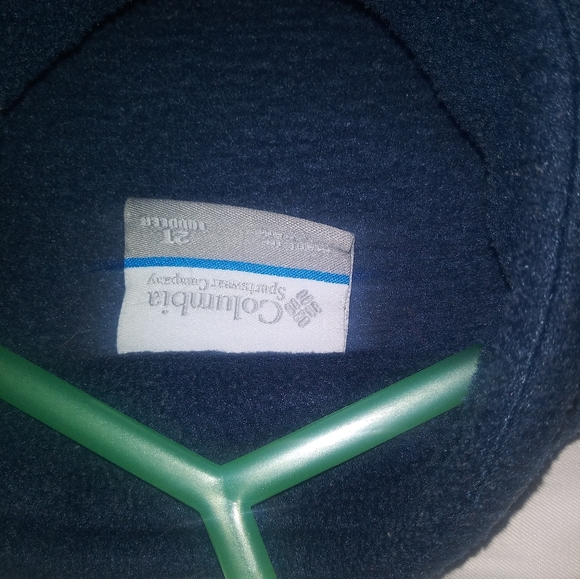 Columbia
Sportswear Company
2T
TODDLER